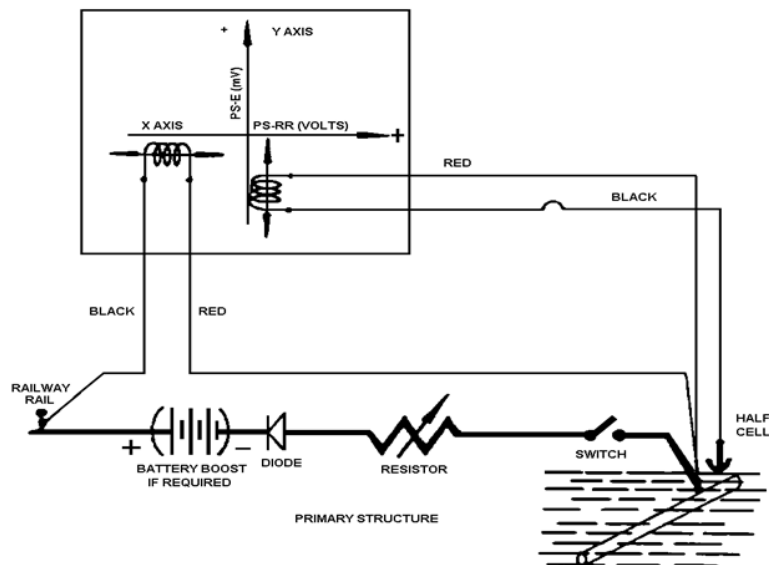 + Y AXIS
PS-E (mV)
X AXIS PS-RR (VOLTS) +
RED
BLACK
BLACK RED
RAILWAY
RAIL
HALF
CELL
+ − DIODE SWITCH
BATTERY BOOST RESISTOR
IF REQUIRED
PRIMARY STRUCTURE